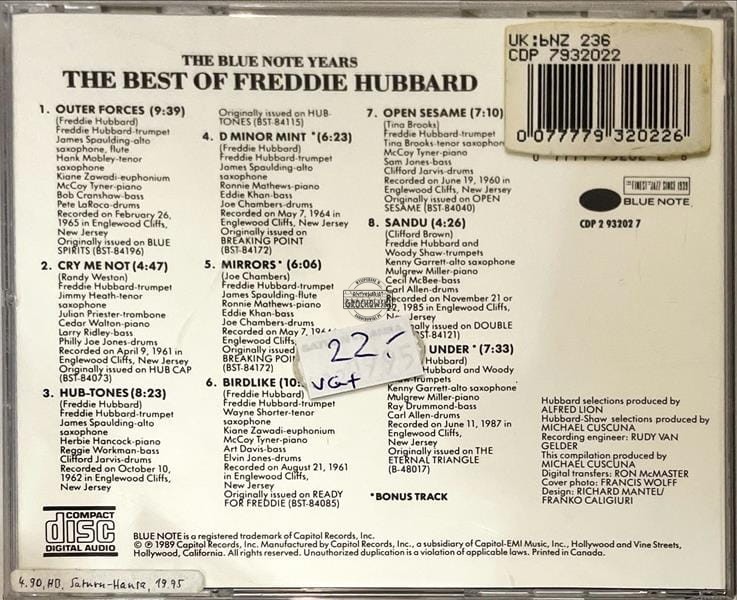 THE BLUE NOTE YEARS
THE BEST OF FREDDIE HUBBARD
1. OUTER FORCES (9:39)
(Freddie Hubbard)
Freddie Hubbard-trumpet
James Spaulding-alto
saxophone, flute
Hank Mobley-tenor
saxophone
Kiane Zawadi-euphonium
McCoy Tyner-piano
Bob Cranshaw-bass
Pete LaRoca-drums
Recorded on February 26,
1965 in Englewood Cliffs,
New Jersey
Originally issued on BLUE
SPIRITS (BST-84196)
2. CRY ME NOT (4:47)
(Randy Weston)
Freddie Hubbard-trumpet
Jimmy Heath-tenor
saxophone
Julian Priester-trombone
Cedar Walton-piano
Larry Ridley-bass
Philly Joe Jones-drums
Recorded on April 9, 1961
in Englewood Cliffs,
New Jersey
Originally issued on HUB CAP
(BST-84073)
3. HUB-TONES (8:23)
(Freddie Hubbard)
Freddie Hubbard-trumpet
James Spaulding-alto
saxophone
Herbie Hancock-piano
Reggie Workman-bass
Clifford Jarvis-drums
Recorded on October 10,
1962 in Englewood Cliffs,
New Jersey
Originally issued on HUB-
TONES (BST-84115)
4. D MINOR MINT *(6:23)
(Freddie Hubbard)
Freddie Hubbard-trumpet
James Spaulding-alto
saxophone
Ronnie Mathews-piano
Eddie Khan-bass
Joe Chambers-drums
Recorded on May 7, 1964 in
Englewood Cliffs, New Jersey
Originally issued on
BREAKING POINT
(BST-84172)
5. MIRRORS * (6:06)
(Joe Chambers)
Freddie Hubbard-trumpet
James Spaulding-flute
Ronnie Mathews-piano
Eddie Khan-bass
Joe Chambers-drums
Recorded on May 7,
Englewood Cliffs,
Originally issued
BREAKING POINT
(BST-84172)
6. BIRDLIKE (10:
(Freddie Hubbard)
Freddie Hubbard-trumpet
Wayne Shorter-tenor
saxophone
Kiane Zawadi-euphonium
McCoy Tyner-piano
Art Davis-bass
Elvin Jones-drums
Recorded on August 21, 1961
in Englewood Cliffs,
New Jersey
Originally issued on READY
FOR FREDDIE (BST-84085)
7. OPEN SESAME (7:10)
(Tina Brooks)
Freddie Hubbard-trumpet
Tina Brooks-tenor saxophone
McCoy Tyner-piano
Sam Jones-bass
Clifford Jarvis-drums
Recorded on June 19, 1960 in
Englewood Cliffs, New Jersey
Originally issued on OPEN
SESAME (BST-84040)
8. SANDU (4:26)
(Clifford Brown)
Freddie Hubbard and
Woody Shaw-trumpets
Kenny Garrett-alto saxophone
Mulgrew Miller-piano
Cecil McBee-bass
Carl Allen-drums
Recorded on November 21 or
22, 1985 in Englewood Cliffs,
New Jersey
issued on DOUBLE
84121)
UNDER * (7:33)
Hubbard)
Hubbard and Woody
Shaw-trumpets
Kenny Garrett-alto saxophone
Mulgrew Miller-piano
Ray Drummond-bass
Carl Allen-drums
Recorded on June 11, 1987 in
Englewood Cliffs,
New Jersey
Originally issued on THE
ETERNAL TRIANGLE
(B-48017)
*BONUS TRACK
UK:bNZ 236
CDP 7932022
0 077779 320226
THE FINEST IN JAZZ SINCE 1939
BLUE NOTE
CDP 2 93202 7
GROCHOWSKI
22,-
VG+
Hubbard selections produced by
ALFRED LION
Hubbard-Shaw selections produced by
MICHAEL CUSCUNA
Recording engineer: RUDY VAN
GELDER
This compilation produced by
MICHAEL CUSCUNA
Digital transfers: RON McMASTER
Cover photo: FRANCIS WOLFF
Design: RICHARD MANTEL/
FRANKO CALIGIURI
COMPACT
disc
DIGITAL AUDIO
BLUE NOTE is a registered trademark of Capitol Records, Inc.
© ℗ 1989 Capitol Records, Inc. Manufactured by Capitol Records, Inc., a subsidiary of Capitol-EMI Music, Inc., Hollywood and Vine Streets,
Hollywood, California. All rights reserved. Unauthorized duplication is a violation of applicable laws. Printed in Canada.
4.90, HB, Saturn-Hansa, 19.95